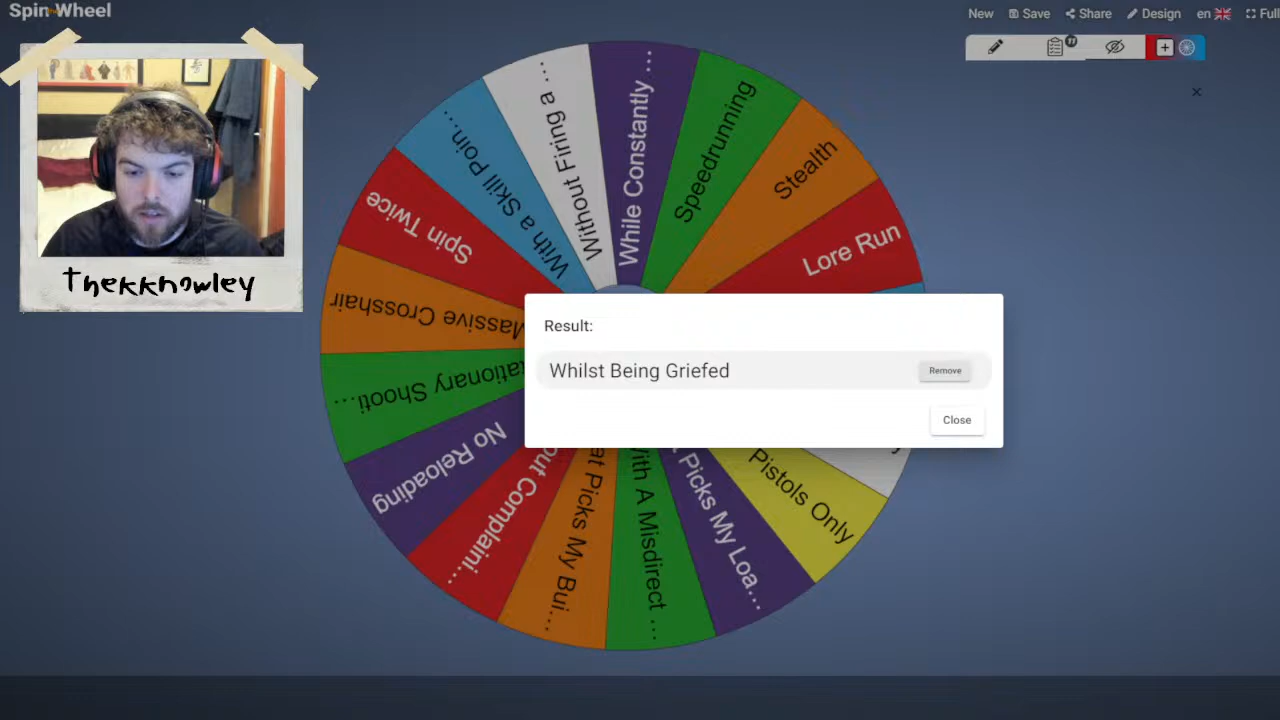 Spin the Wheel
New Save Share Design en Full
77
Thekknowley
While Constantly ...
Speedrunning
Stealth
Lore Run
Without Firing a ...
With a Skill Poin...
Spin Twice
Massive Crosshair
tationary Shooti...
No Reloading
out Complaini...
at Picks My Bui...
ith A Misdirect ...
Picks My Loa...
Pistols Only
Result:
Whilst Being Griefed
Remove
Close